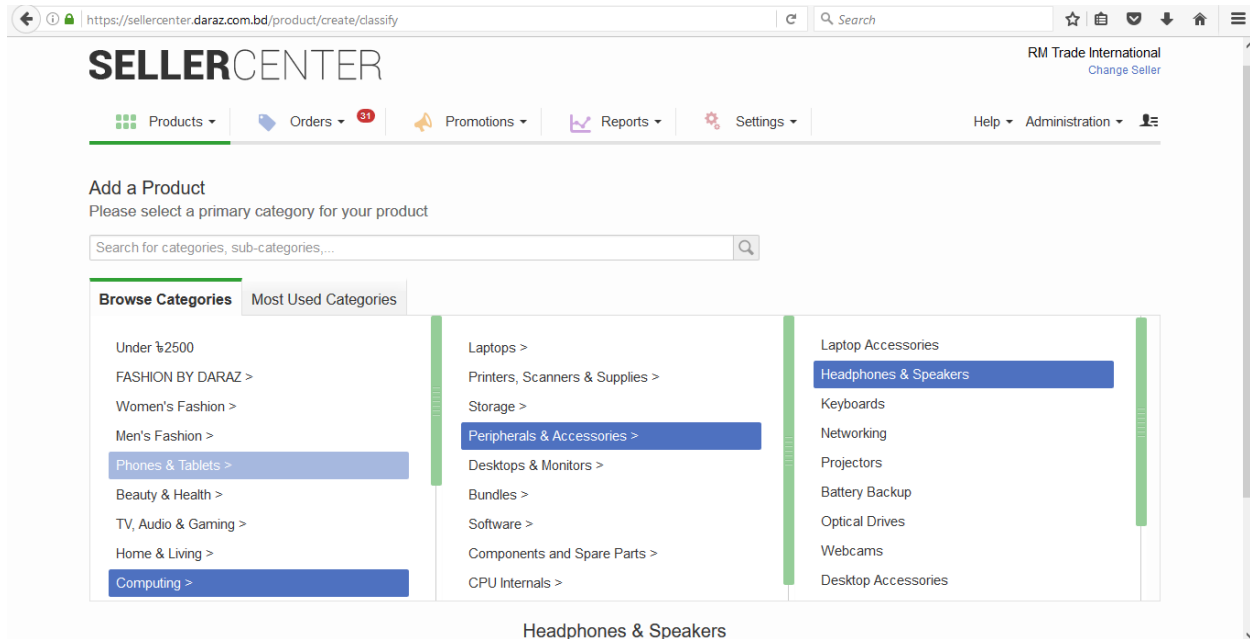 https://sellercenter.daraz.com.bd/product/create/classify
Search
SELLERCENTER
RM Trade International
Change Seller
Products
Orders
31
Promotions
Reports
Settings
Help
Administration
Add a Product
Please select a primary category for your product
Search for categories, sub-categories,...
Browse Categories
Most Used Categories
Under ৳2500
FASHION BY DARAZ >
Women's Fashion >
Men's Fashion >
Phones & Tablets >
Beauty & Health >
TV, Audio & Gaming >
Home & Living >
Computing >
Laptops >
Printers, Scanners & Supplies >
Storage >
Peripherals & Accessories >
Desktops & Monitors >
Bundles >
Software >
Components and Spare Parts >
CPU Internals >
Laptop Accessories
Headphones & Speakers
Keyboards
Networking
Projectors
Battery Backup
Optical Drives
Webcams
Desktop Accessories
Headphones & Speakers